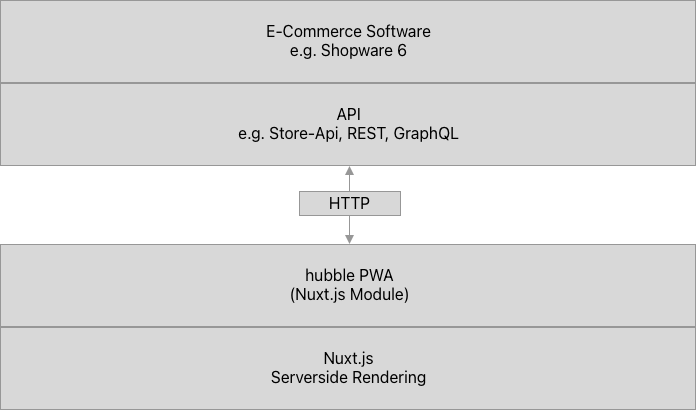 E-Commerce Software
e.g. Shopware 6
API
e.g. Store-Api, REST, GraphQL
HTTP
hubble PWA
(Nuxt.js Module)
Nuxt.js
Serverside Rendering